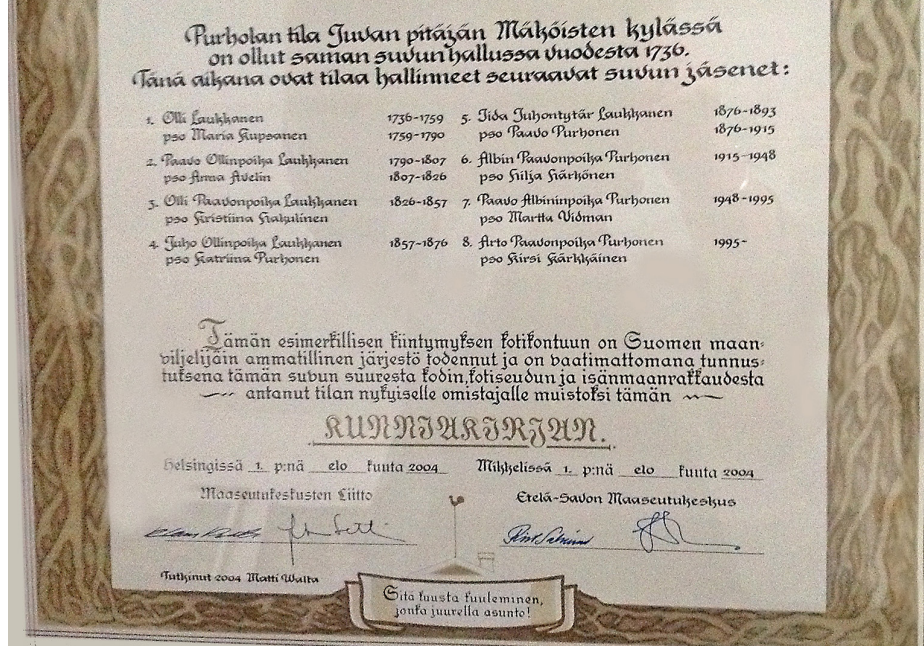 Purholan tila Juvan pitäjän Mäköisten kylässä
on ollut saman suvun hallussa vuodesta 1736.
Tänä aikana ovat tilaa hallinneet seuraavat suvun jäsenet:
1. Olli Laukkanen 1736-1759
pso Maria Kupsanen 1759-1790
2. Paavo Ollinpoika Laukkanen 1790-1807
pso Anna Avelin 1807-1826
3. Olli Paavonpoika Laukkanen 1826-1857
pso Kristiina Hakulinen
4. Juho Ollinpoika Laukkanen 1857-1876
pso Katriina Purhonen
5. Iida Juhontytär Laukkanen 1876-1893
pso Paavo Purhonen 1876-1915
6. Albin Paavonpoika Purhonen 1915-1948
pso Hilja Härkönen
7. Paavo Albininpoika Purhonen 1948-1995
pso Martta Vidman
8. Arto Paavonpoika Purhonen 1995-
pso Kirsi Kärkkäinen
Tämän esimerkillisen kiintymyksen kotikontuun on Suomen maan-
viljelijäin ammatillinen järjestö todennut ja on vaatimattomana tunnus-
tuksena tämän suvun suuresta kodin, kotiseudun ja isänmaanrakkaudesta
antanut tilan nykyiselle omistajalle muistoksi tämän
KUNNIAKIRJAN.
Helsingissä 1. p:nä elo kuuta 2004
Maaseutukeskusten Liitto
Mikkelissä 1. p:nä elo kuuta 2004
Etelä-Savon Maaseutukeskus
Tutkinut 2004 Matti Walta
Sitä kuusta kuuleminen,
jonka juurella asunto!